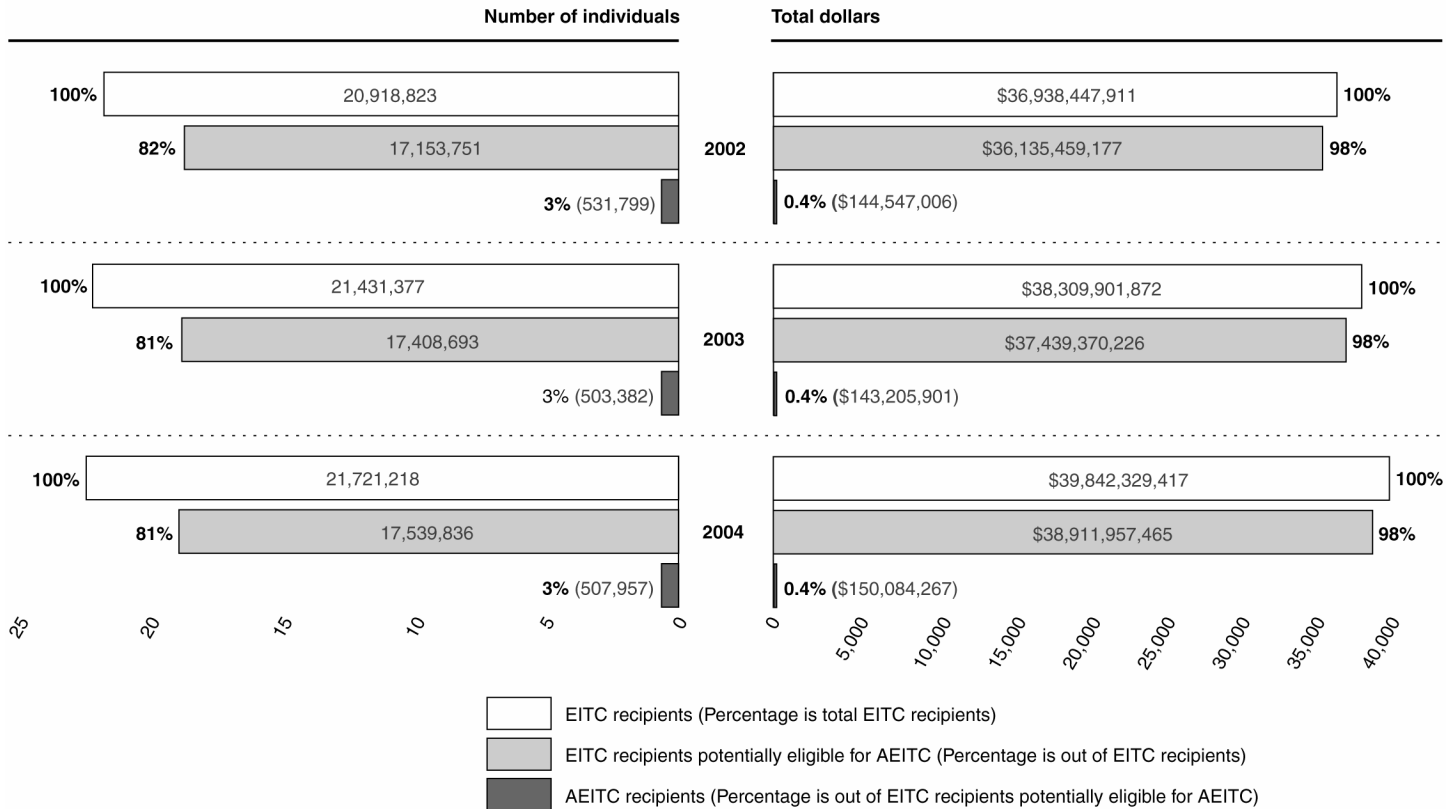 Number of individuals Total dollars
100% 20,918,823 $36,938,447,911 100%
82% 17,153,751 2002 $36,135,459,177 98%
3% (531,799) 0.4% ($144,547,006)
100% 21,431,377 $38,309,901,872 100%
81% 17,408,693 2003 $37,439,370,226 98%
3% (503,382) 0.4% ($143,205,901)
100% 21,721,218 $39,842,329,417 100%
81% 17,539,836 2004 $38,911,957,465 98%
3% (507,957) 0.4% ($150,084,267)
25 20 15 10 5 0 0 5,000 10,000 15,000 20,000 25,000 30,000 35,000 40,000
EITC recipients (Percentage is total EITC recipients)
EITC recipients potentially eligible for AEITC (Percentage is out of EITC recipients)
AEITC recipients (Percentage is out of EITC recipients potentially eligible for AEITC)